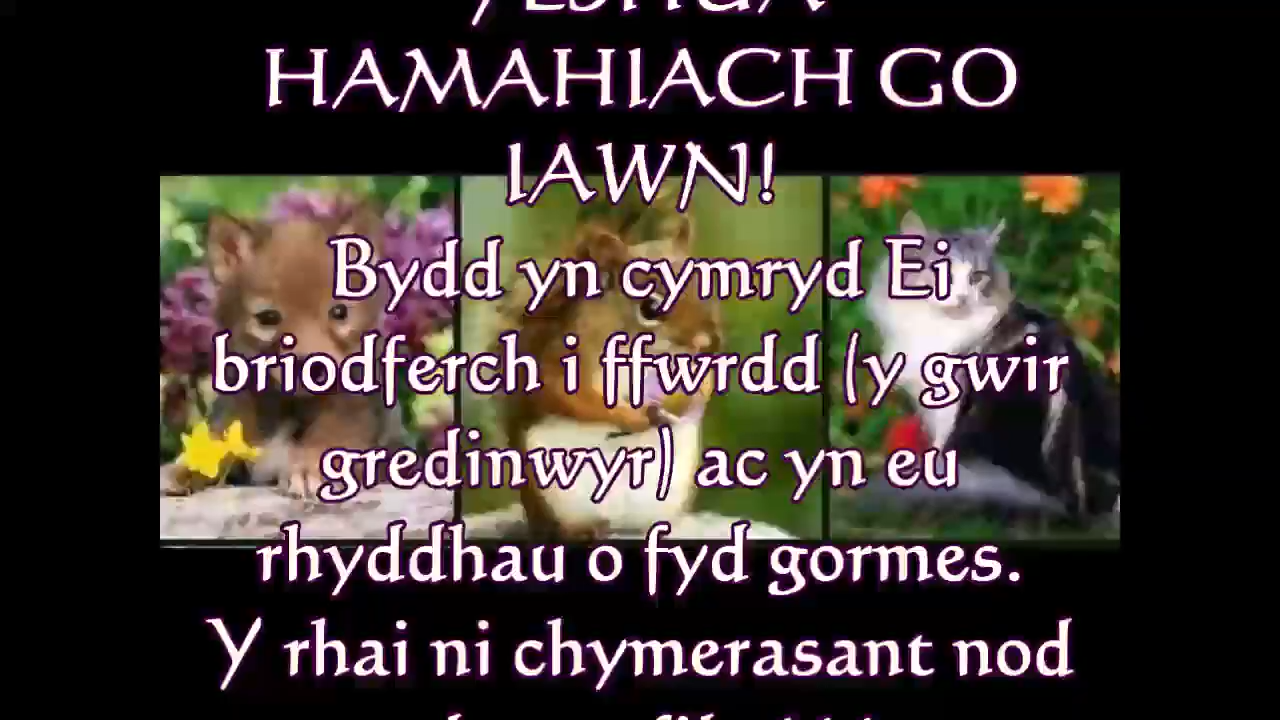 HAMAHIACH GO
IAWN!
Bydd yn cymryd Ei
briodferch i ffwrdd (y gwir
gredinwyr) ac yn eu
rhyddhau o fyd gormes.
Y rhai ni chymerasant nod